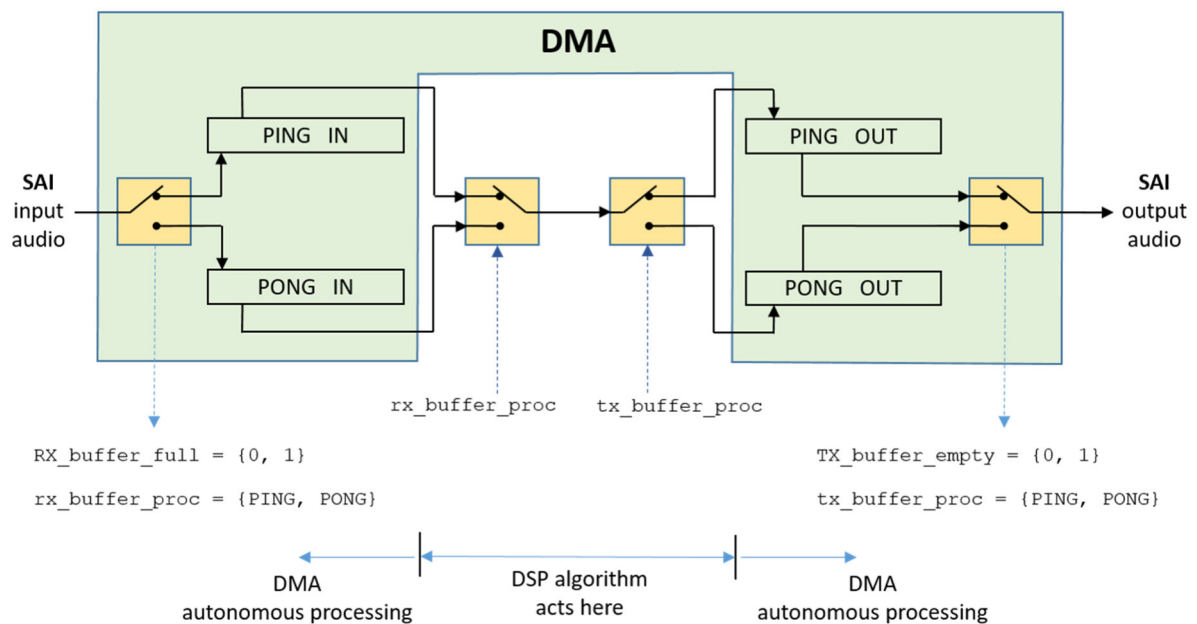 DMA
PING IN
PING OUT
SAI
input
audio
SAI
output
audio
PONG IN
PONG OUT
rx_buffer_proc
tx_buffer_proc
RX_buffer_full = {0, 1}
TX_buffer_empty = {0, 1}
rx_buffer_proc = {PING, PONG}
tx_buffer_proc = {PING, PONG}
DMA
autonomous processing
DSP algorithm
acts here
DMA
autonomous processing